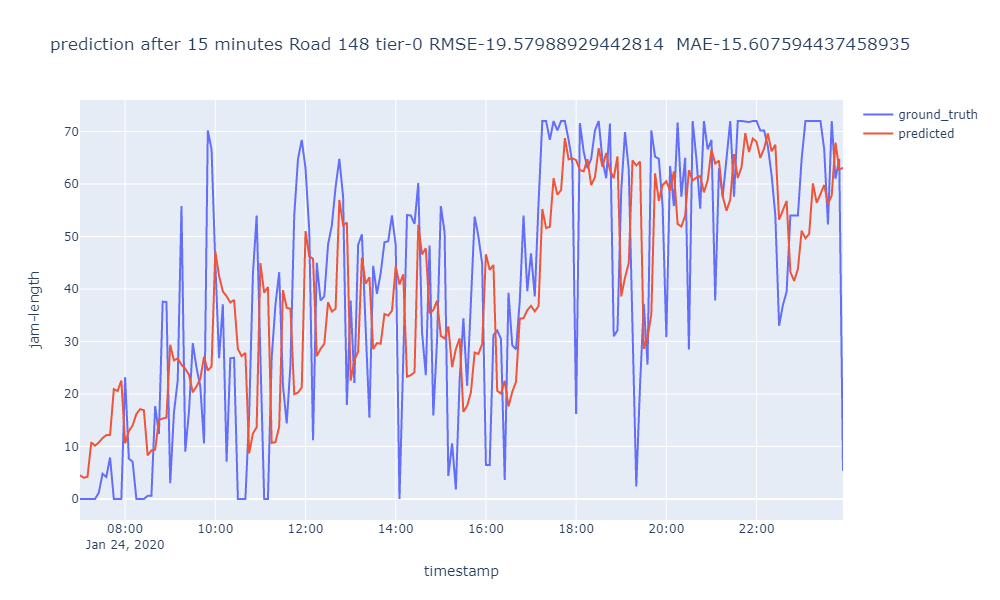 prediction after 15 minutes Road 148 tier-0 RMSE-19.57988929442814  MAE-15.607594437458935
ground_truth
predicted
70
60
50
40
30
20
10
0
jam-length
08:00 10:00 12:00 14:00 16:00 18:00 20:00 22:00
Jan 24, 2020
timestamp